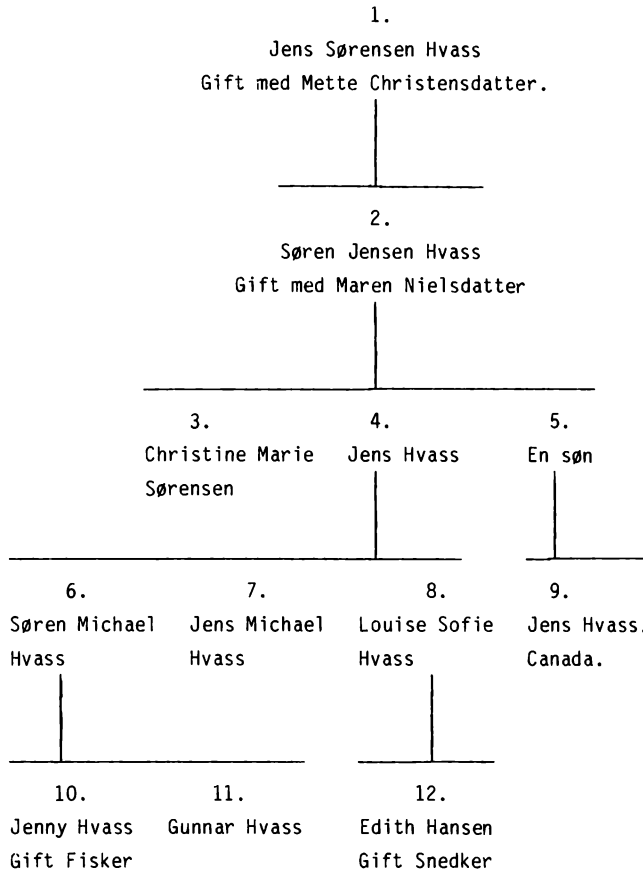 1.
Jens Sørensen Hvass
Gift med Mette Christensdatter.
2.
Søren Jensen Hvass
Gift med Maren Nielsdatter
3. 4. 5.
Christine Marie Jens Hvass En søn
Sørensen
6. 7. 8. 9.
Søren Michael Jens Michael Louise Sofie Jens Hvass.
Hvass Hvass Hvass Canada.
10. 11. 12.
Jenny Hvass Gunnar Hvass Edith Hansen
Gift Fisker Gift Snedker